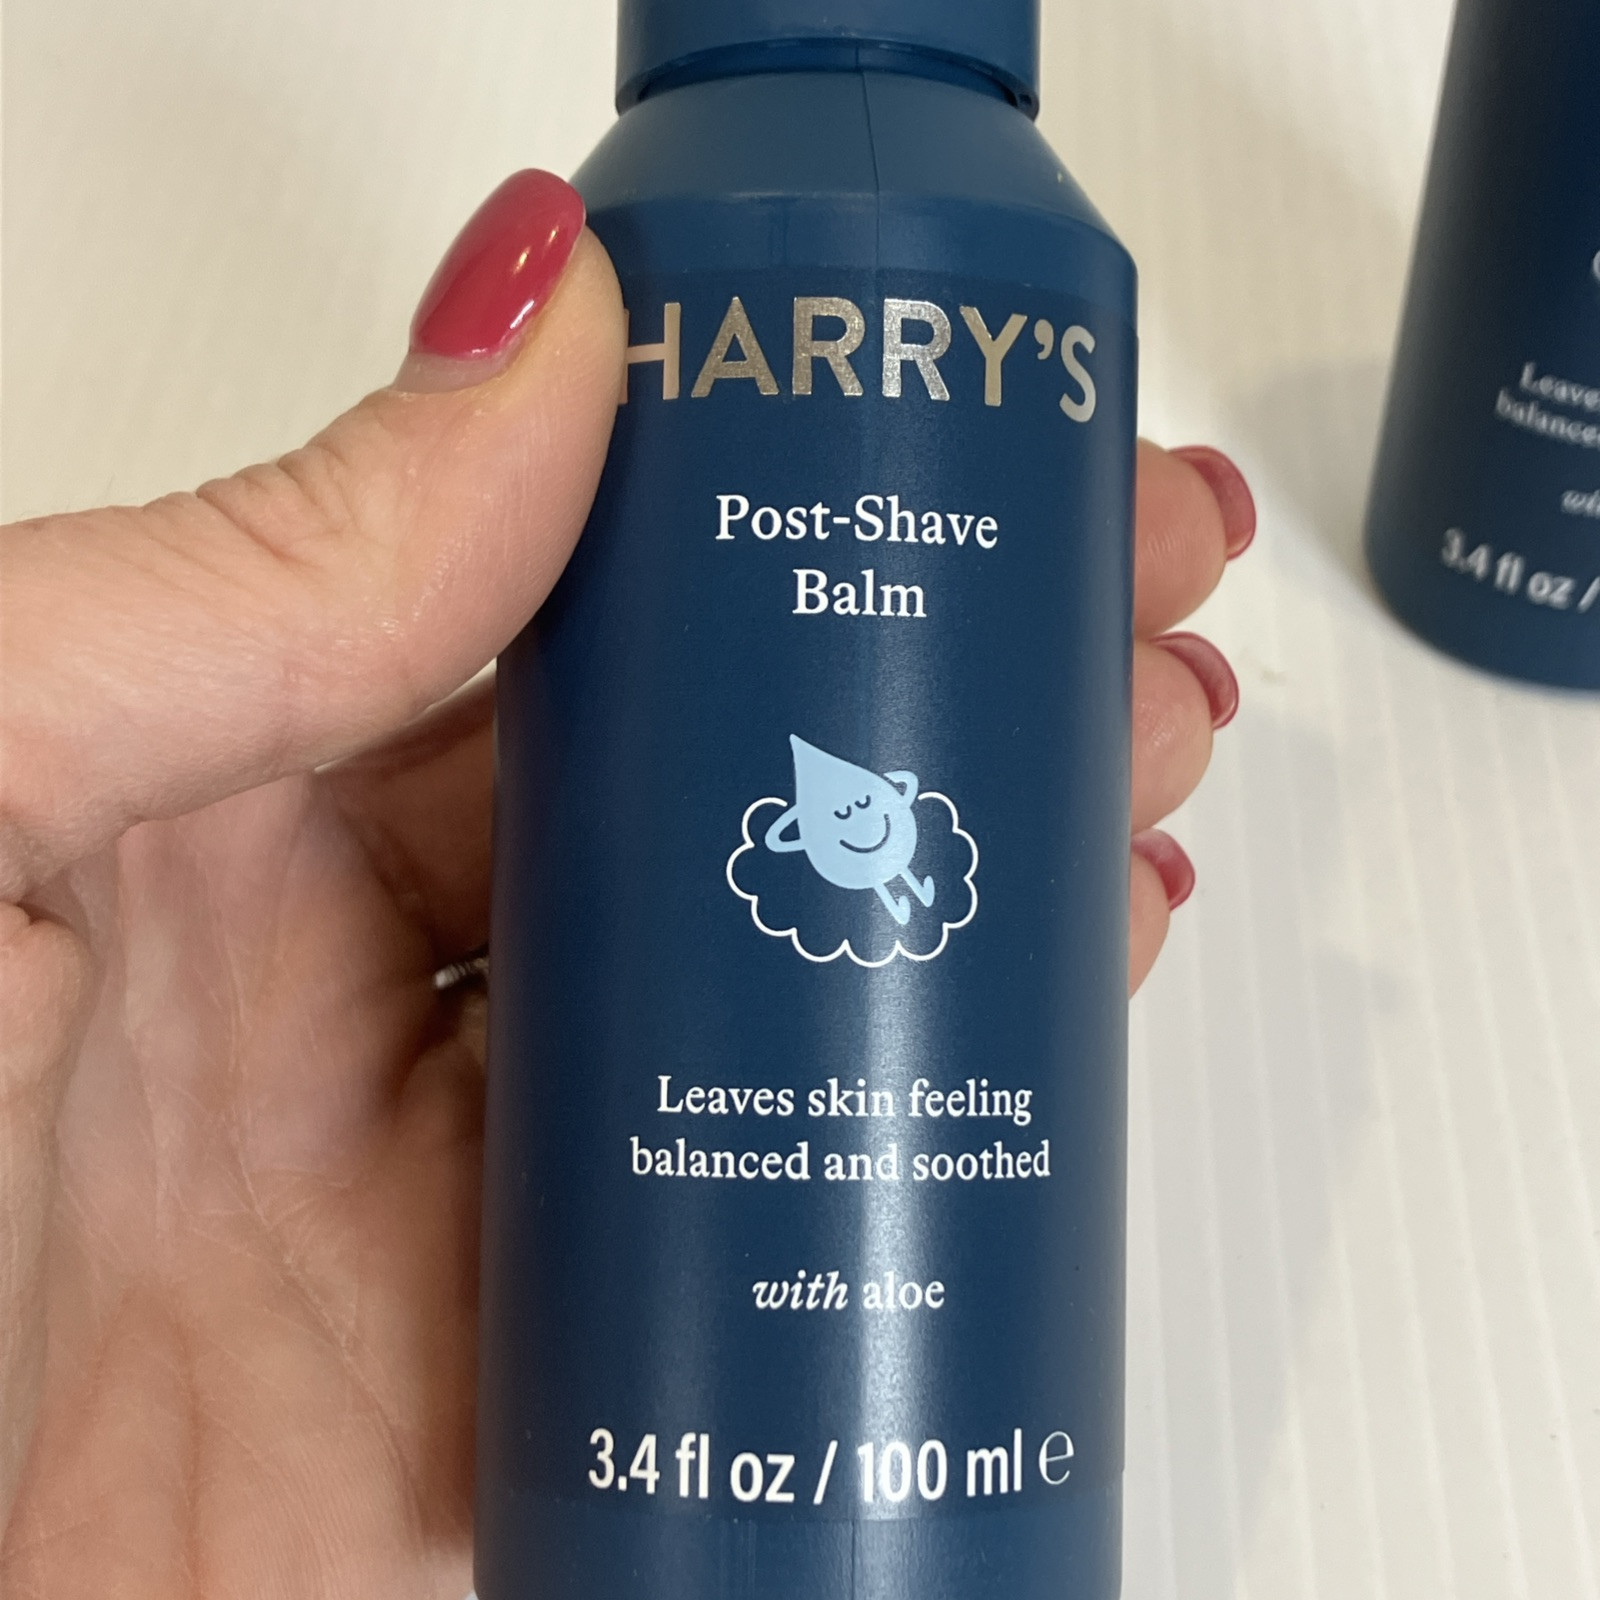 HARRY'S
Post-Shave
Balm
Leaves skin feeling
balanced and soothed
with aloe
3.4 fl oz / 100 ml ℮
3.4 fl oz /